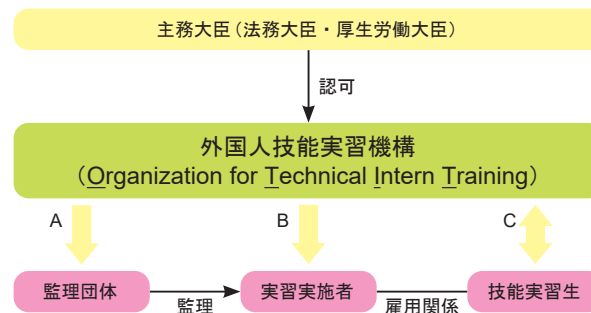 主務大臣（法務大臣・厚生労働大臣）
認可
外国人技能実習機構
（Organization for Technical Intern Training）
A
B
C
監理団体
監理
実習実施者
雇用関係
技能実習生